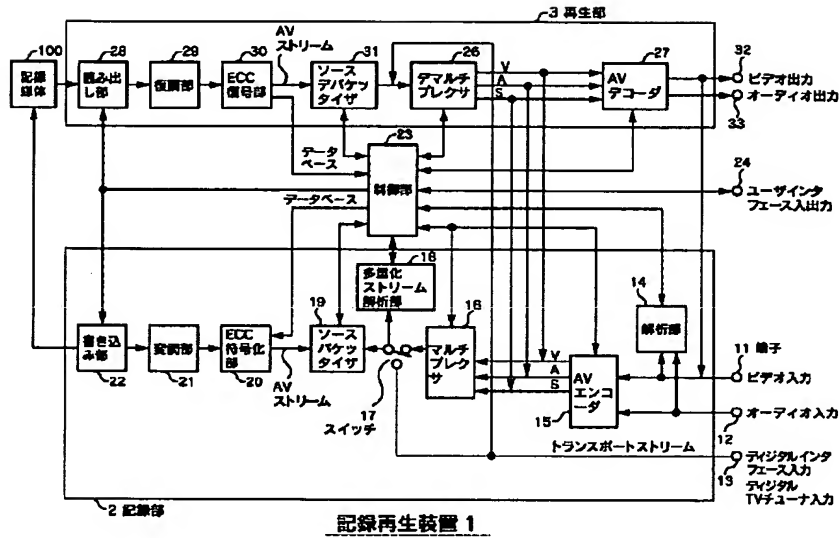 3 再生部
100
記録
媒体
28
読み出
し部
29
復調部
30
ECC
復号部
AV
ストリーム
31
ソース
デパケッ
タイザ
26
デマルチ
プレクサ
V
A
S
27
AV
デコーダ
32
ビデオ出力
オーディオ出力
33
データ
ベース
23
制御部
24
ユーザインタ
フェース入出力
データベース
18
多重化
ストリーム
解析部
14
解析部
書き込
み部
22
変調部
21
ECC
符号化
部
20
AV
ストリーム
19
ソース
パケッ
タイザ
17
スイッチ
16
マルチ
プレク
サ
V
A
S
AV
エンコ
ーダ
15
11 端子
ビデオ入力
オーディオ入力
12
トランスポートストリーム
ディジタルインタ
フェース入力
13
ディジタル
TVチューナ入力
2 記録部
記録再生装置 1